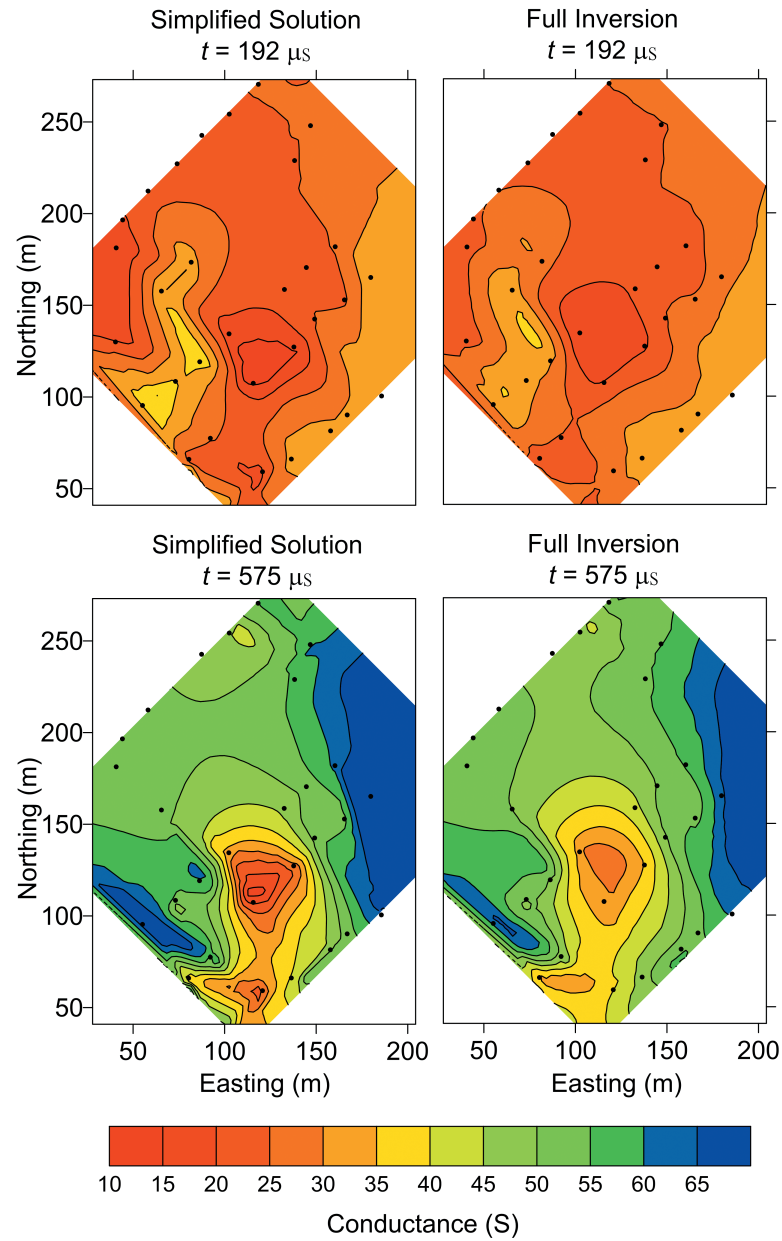 Simplified Solution
t = 192 μs
Full Inversion
t = 192 μs
250
200
150
100
50
Northing (m)
Simplified Solution
t = 575 μs
Full Inversion
t = 575 μs
250
200
150
100
50
Northing (m)
50 100 150 200
50 100 150 200
Easting (m)
Easting (m)
10 15 20 25 30 35 40 45 50 55 60 65
Conductance (S)